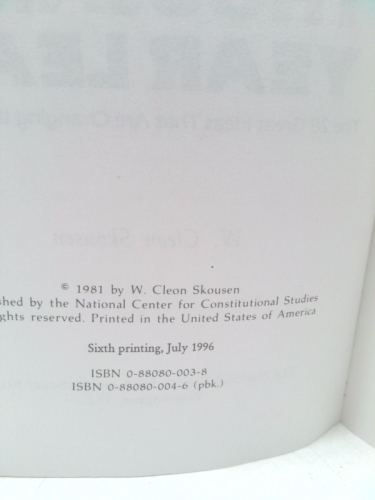 © 1981 by W. Cleon Skousen
shed by the National Center for Constitutional Studies
ghts reserved. Printed in the United States of America
Sixth printing, July 1996
ISBN 0-88080-003-8
ISBN 0-88080-004-6 (pbk.)